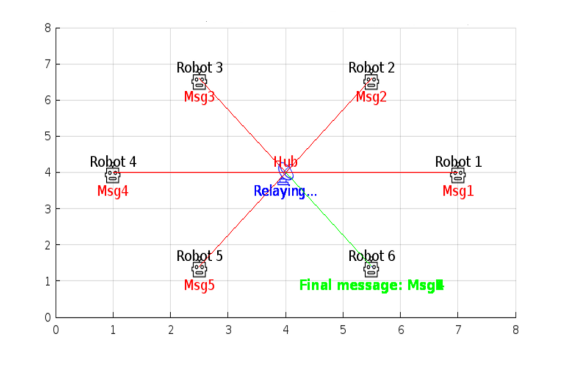 8
7
6
5
4
3
2
1
0
0 1 2 3 4 5 6 7 8
Robot 3
Msg3
Robot 2
Msg2
Robot 4
Msg4
Hub
Relaying...
Robot 1
Msg1
Robot 5
Msg5
Robot 6
Final message: